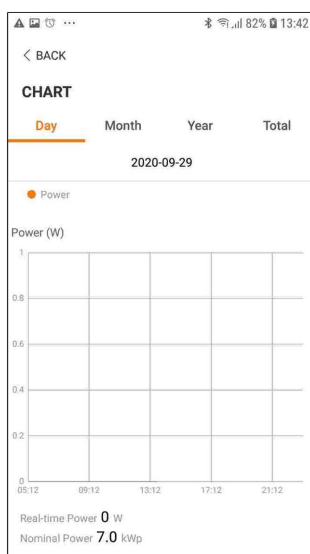 82% 13:42
< BACK
CHART
Day Month Year Total
2020-09-29
Power
Power (W)
1
0.8
0.6
0.4
0.2
0
05:12 09:12 13:12 17:12 21:12
Real-time Power 0 W
Nominal Power 7.0 kWp